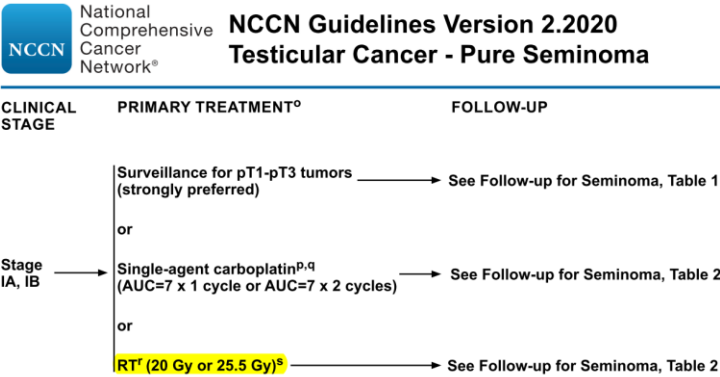 NCCN
National
Comprehensive
Cancer
Network®
NCCN Guidelines Version 2.2020
Testicular Cancer - Pure Seminoma
CLINICAL
STAGE
PRIMARY TREATMENTᵒ
FOLLOW-UP
Surveillance for pT1-pT3 tumors
(strongly preferred)
See Follow-up for Seminoma, Table 1
or
Stage
IA, IB
Single-agent carboplatinᵖ,𐞥
(AUC=7 x 1 cycle or AUC=7 x 2 cycles)
See Follow-up for Seminoma, Table 2
or
RTʳ (20 Gy or 25.5 Gy)ˢ
See Follow-up for Seminoma, Table 2